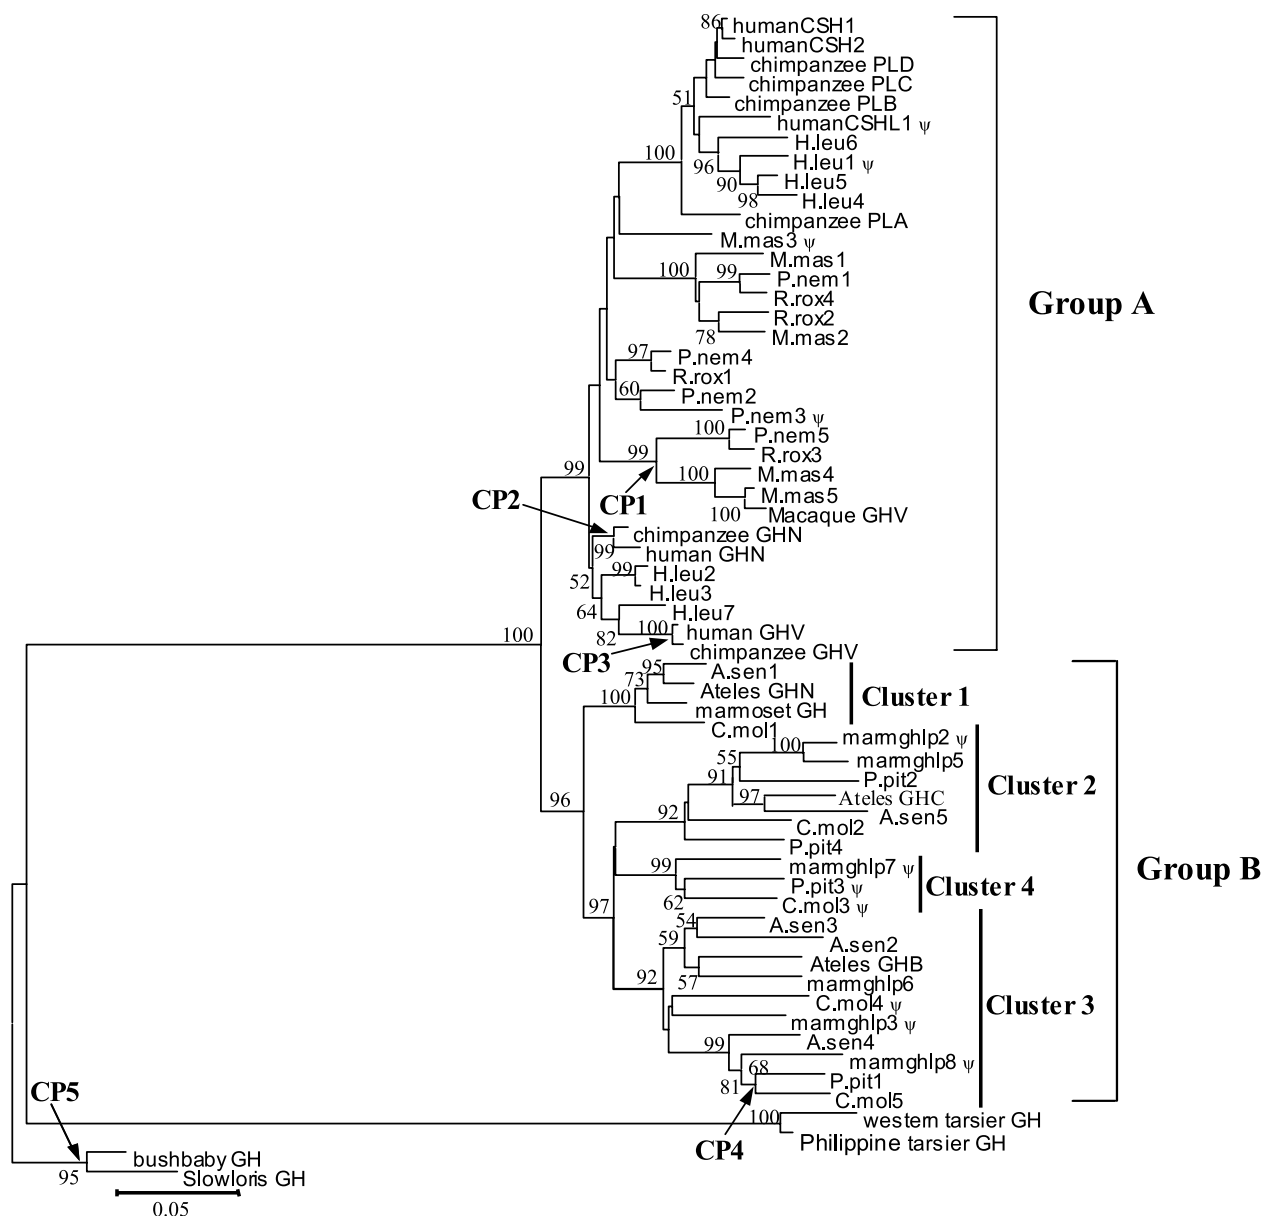 86
humanCSH1
humanCSH2
chimpanzee PLD
chimpanzee PLC
51
chimpanzee PLB
humanCSHL1 ψ
H.leu6
100
96
H.leu1 ψ
90
H.leu5
98
H.leu4
chimpanzee PLA
M.mas3 ψ
M.mas1
100
99
P.nem1
R.rox4
R.rox2
78
M.mas2
Group A
97
P.nem4
R.rox1
60
P.nem2
P.nem3 ψ
100
P.nem5
99
R.rox3
99
CP1
100
M.mas4
M.mas5
100
Macaque GHV
CP2
chimpanzee GHN
99
human GHN
52
99
H.leu2
H.leu3
64
H.leu7
82
100
human GHV
CP3
chimpanzee GHV
100
95
A.sen1
73
Ateles GHN
100
marmoset GH
C.mol1
Cluster 1
100
marmghlp2 ψ
55
marmghlp5
91
P.pit2
97
Ateles GHC
A.sen5
92
C.mol2
P.pit4
Cluster 2
96
99
marmghlp7 ψ
P.pit3 ψ
62
C.mol3 ψ
Cluster 4
Group B
97
54
A.sen3
59
A.sen2
Ateles GHB
92
57
marmghlp6
C.mol4 ψ
marmghlp3 ψ
Cluster 3
99
A.sen4
marmghlp8 ψ
68
P.pit1
81
C.mol5
CP4
100
western tarsier GH
Philippine tarsier GH
CP5
bushbaby GH
95
Slowloris GH
0.05